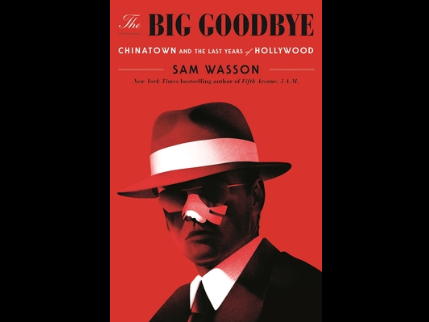 The BIG GOODBYE
CHINATOWN AND THE LAST YEARS of HOLLYWOOD
SAM WASSON
New York Times bestselling author of Fifth Avenue, 5 A.M.